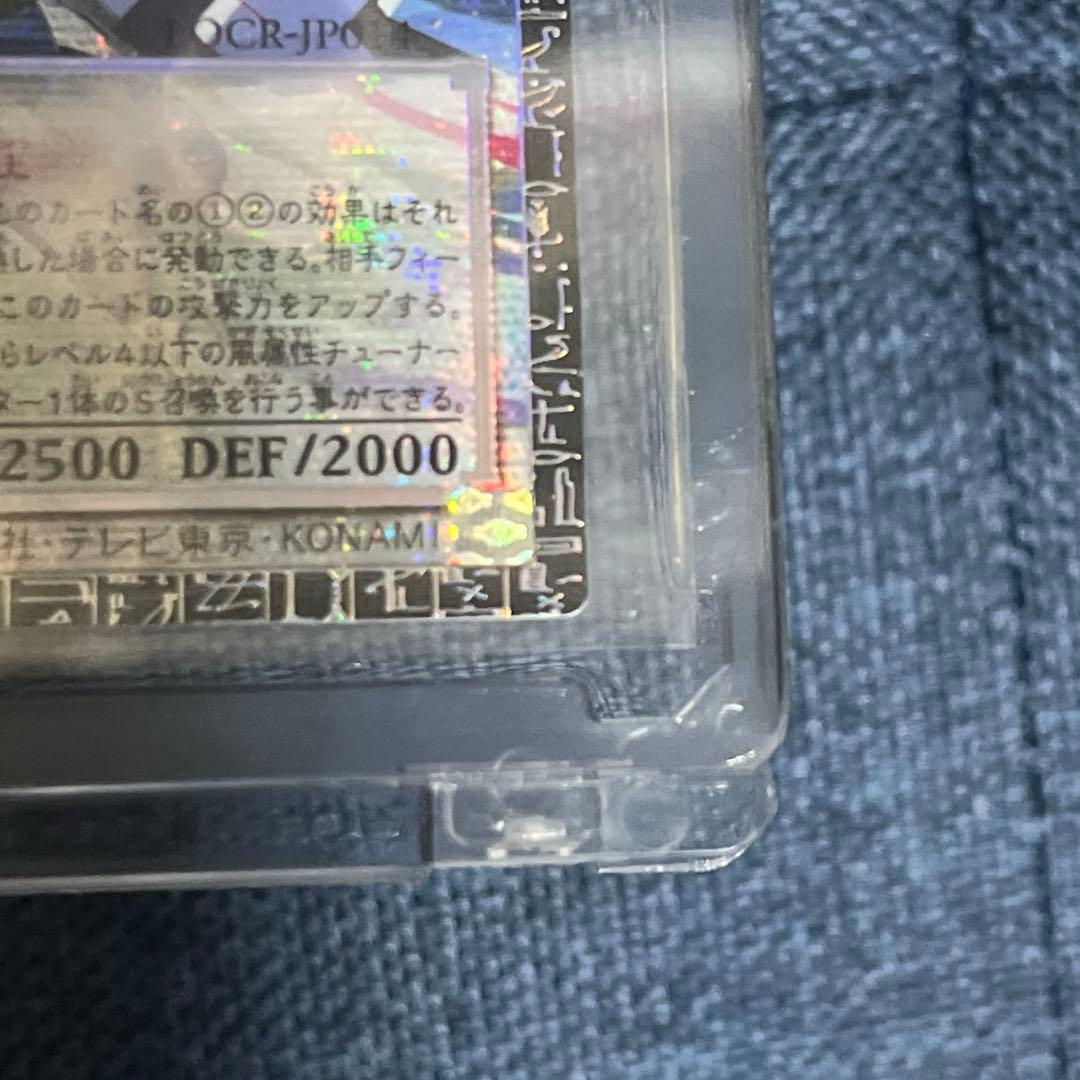 CR-JP0
のカード名の①②の効果はそれ
した場合に発動できる。相手フィー
このカードの攻撃力をアップする。
らレベル4以下の風属性チューナー
ー1体のS召喚を行う事ができる。
2500 DEF/2000
社・テレビ東京・KONAMI